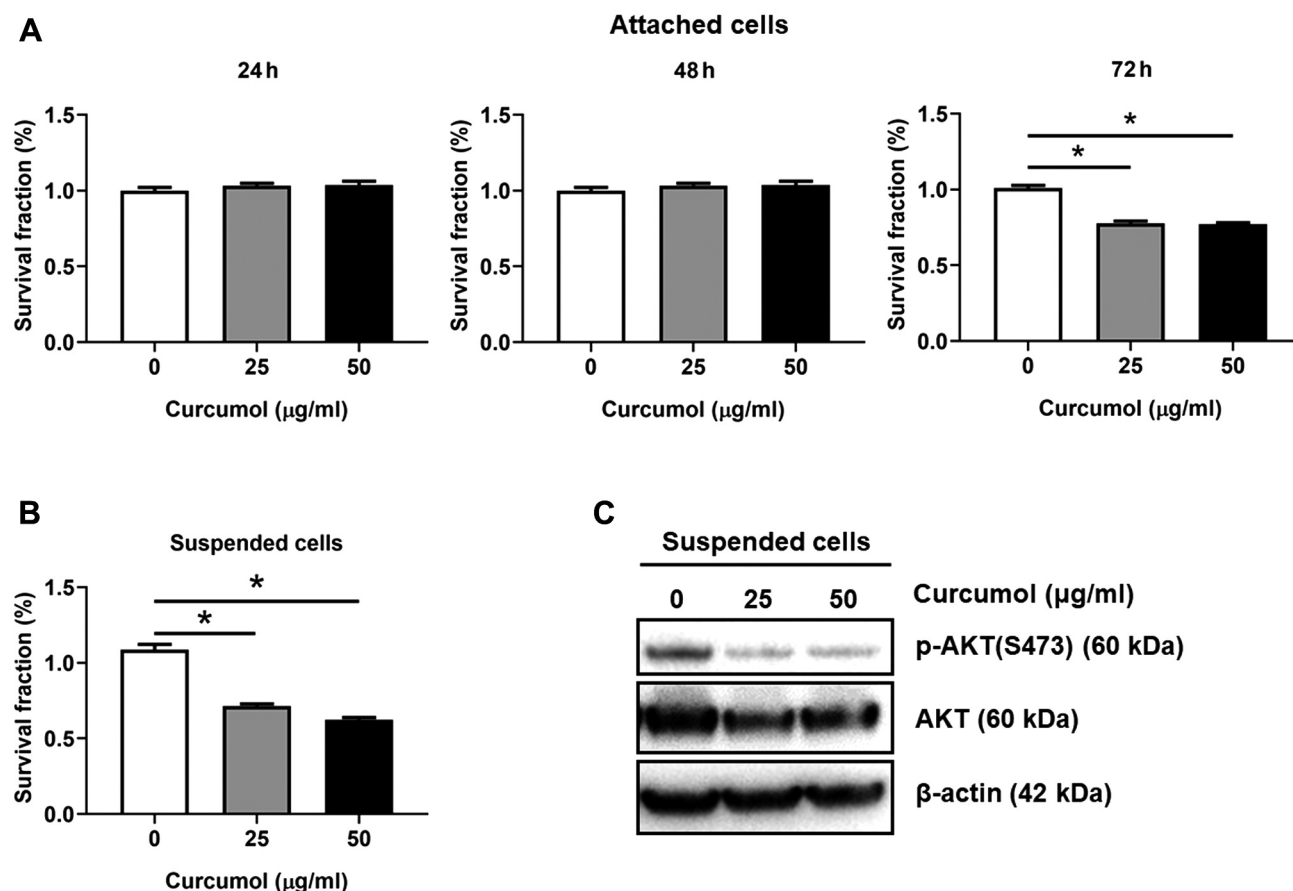 A
Attached cells
24 h
48 h
72 h
Survival fraction (%)
1.5
1.0
0.5
0.0
0 25 50
Curcumol (μg/ml)
Survival fraction (%)
1.5
1.0
0.5
0.0
0 25 50
Curcumol (μg/ml)
Survival fraction (%)
1.5
1.0
0.5
0.0
*
*
0 25 50
Curcumol (μg/ml)
B
Suspended cells
Survival fraction (%)
1.5
1.0
0.5
0.0
*
*
0 25 50
Curcumol (μg/ml)
C
Suspended cells
0 25 50 Curcumol (μg/ml)
p-AKT(S473) (60 kDa)
AKT (60 kDa)
β-actin (42 kDa)